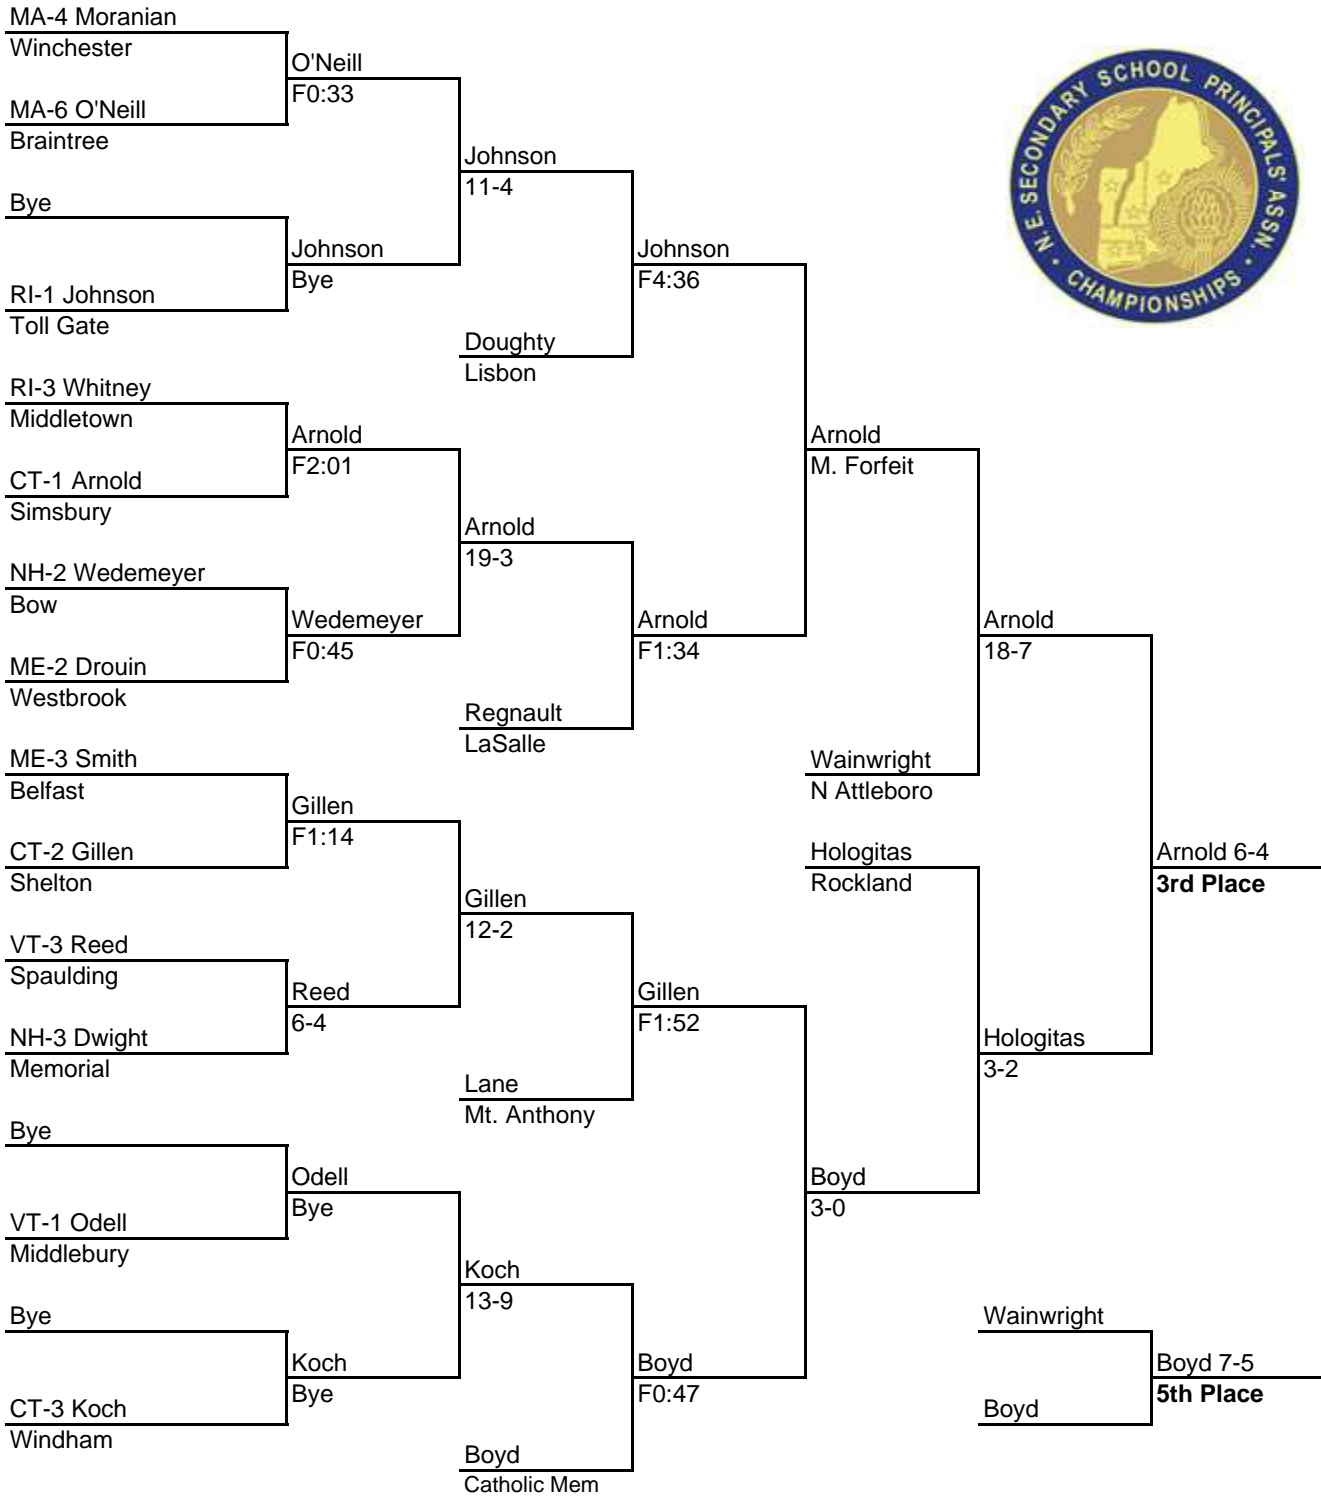 MA-4 Moranian
Winchester
MA-6 O'Neill
Braintree
Bye
RI-1 Johnson
Toll Gate
RI-3 Whitney
Middletown
CT-1 Arnold
Simsbury
NH-2 Wedemeyer
Bow
ME-2 Drouin
Westbrook
ME-3 Smith
Belfast
CT-2 Gillen
Shelton
VT-3 Reed
Spaulding
NH-3 Dwight
Memorial
Bye
VT-1 Odell
Middlebury
Bye
CT-3 Koch
Windham
O'Neill
F0:33
Johnson
Bye
Arnold
F2:01
Wedemeyer
F0:45
Gillen
F1:14
Reed
6-4
Odell
Bye
Koch
Bye
Johnson
11-4
Doughty
Lisbon
Arnold
19-3
Regnault
LaSalle
Gillen
12-2
Lane
Mt. Anthony
Koch
13-9
Boyd
Catholic Mem
Johnson
F4:36
Arnold
F1:34
Gillen
F1:52
Boyd
F0:47
Arnold
M. Forfeit
Wainwright
N Attleboro
Hologitas
Rockland
Boyd
3-0
Arnold
18-7
Hologitas
3-2
Wainwright
Boyd
Arnold 6-4
3rd Place
Boyd 7-5
5th Place
N. E. SECONDARY SCHOOL PRINCIPALS' ASSN.
• CHAMPIONSHIPS •